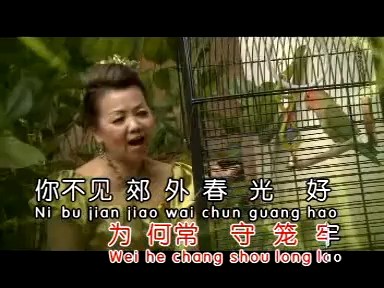 你不见 郊 外 春 光 好
Ni bu jian jiao wai chun guang hao
为 何常 守 笼 牢
Wei he chang shou long lao